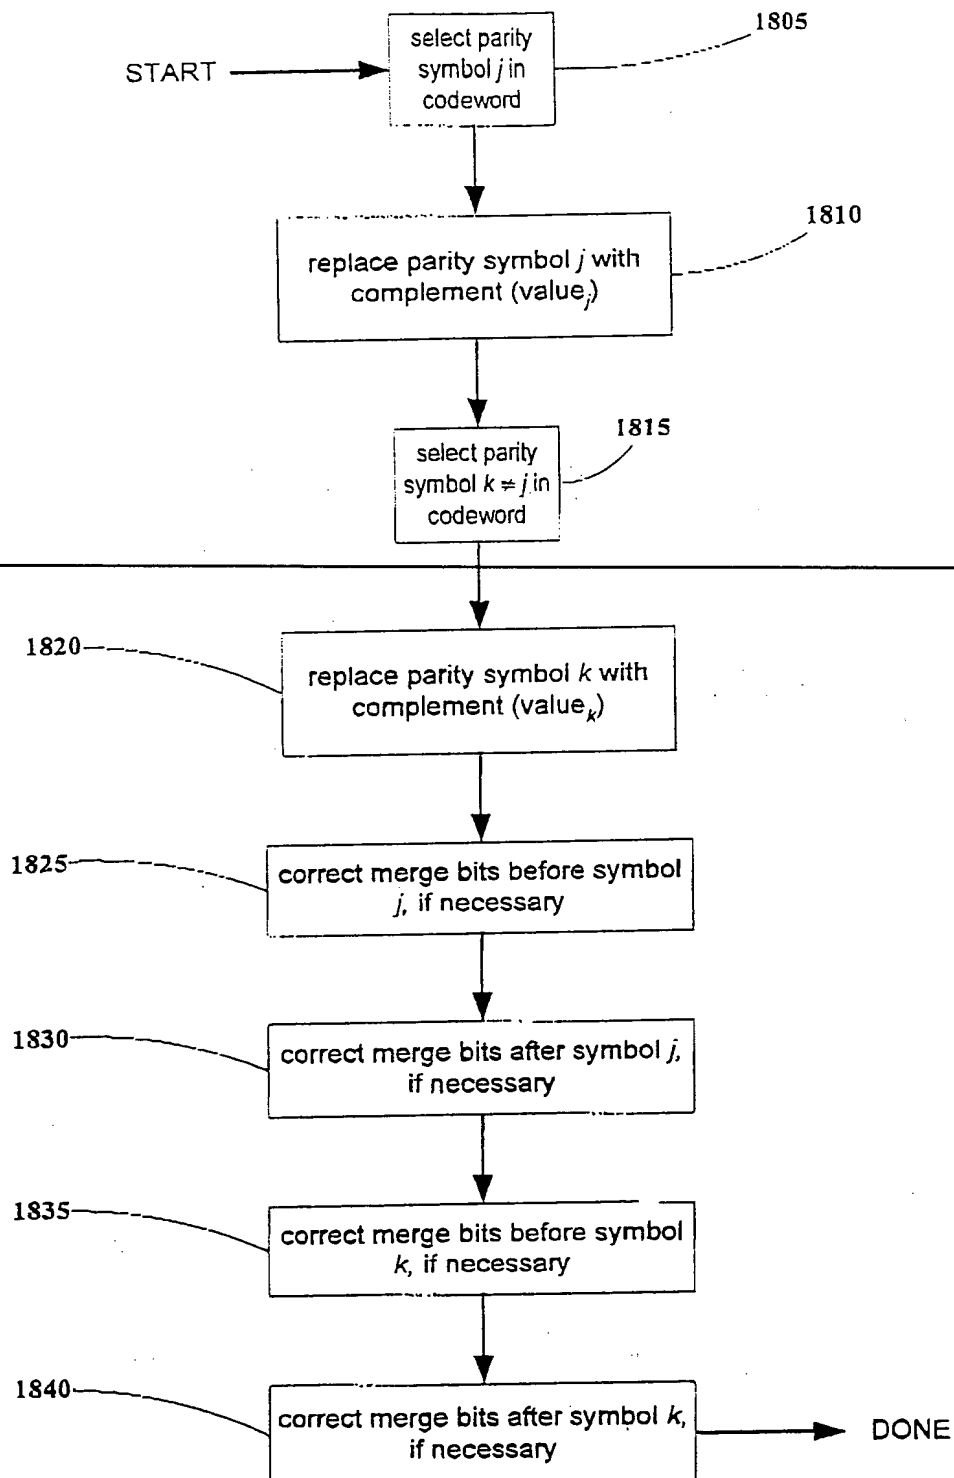 1805
select parity
START
symbol j in
codeword
1810
replace parity symbol j with
complement (value_j)
1815
select parity
symbol k ≠ j in
codeword
1820
replace parity symbol k with
complement (value_k)
1825
correct merge bits before symbol
j, if necessary
1830
correct merge bits after symbol j,
if necessary
1835
correct merge bits before symbol
k, if necessary
1840
correct merge bits after symbol k,
if necessary
DONE